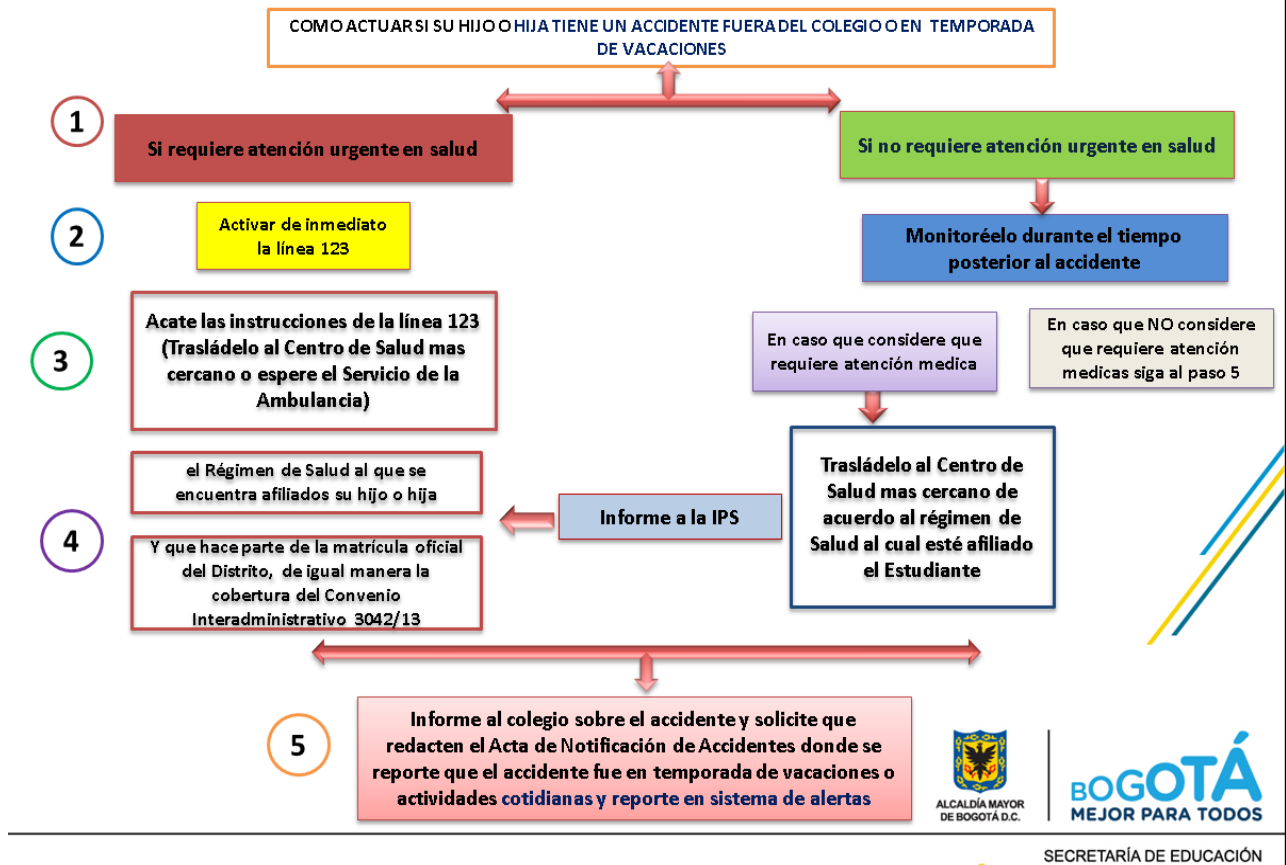 COMO ACTUAR SI SU HIJO O HIJA TIENE UN ACCIDENTE FUERA DEL COLEGIO O EN TEMPORADA
DE VACACIONES
1
Si requiere atención urgente en salud
Si no requiere atención urgente en salud
2
Activar de inmediato
la línea 123
Monitoréelo durante el tiempo
posterior al accidente
3
Acate las instrucciones de la línea 123
(Trasládelo al Centro de Salud mas
cercano o espere el Servicio de la
Ambulancia)
En caso que considere que
requiere atención medica
En caso que NO considere
que requiere atención
medicas siga al paso 5
4
el Régimen de Salud al que se
encuentra afiliados su hijo o hija
Y que hace parte de la matrícula oficial
del Distrito, de igual manera la
cobertura del Convenio
Interadministrativo 3042/13
Informe a la IPS
Trasládelo al Centro de
Salud mas cercano de
acuerdo al régimen de
Salud al cual esté afiliado
el Estudiante
5
Informe al colegio sobre el accidente y solicite que
redacten el Acta de Notificación de Accidentes donde se
reporte que el accidente fue en temporada de vacaciones o
actividades cotidianas y reporte en sistema de alertas
ALCALDÍA MAYOR
DE BOGOTÁ D.C.
BOGOTÁ
MEJOR PARA TODOS
SECRETARÍA DE EDUCACIÓN